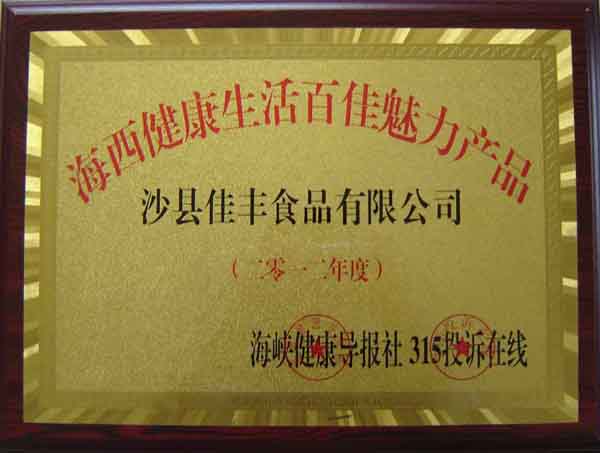 海西健康生活百佳魅力产品
沙县佳丰食品有限公司
（二零一二年度）
海峡健康导报社 315投诉在线